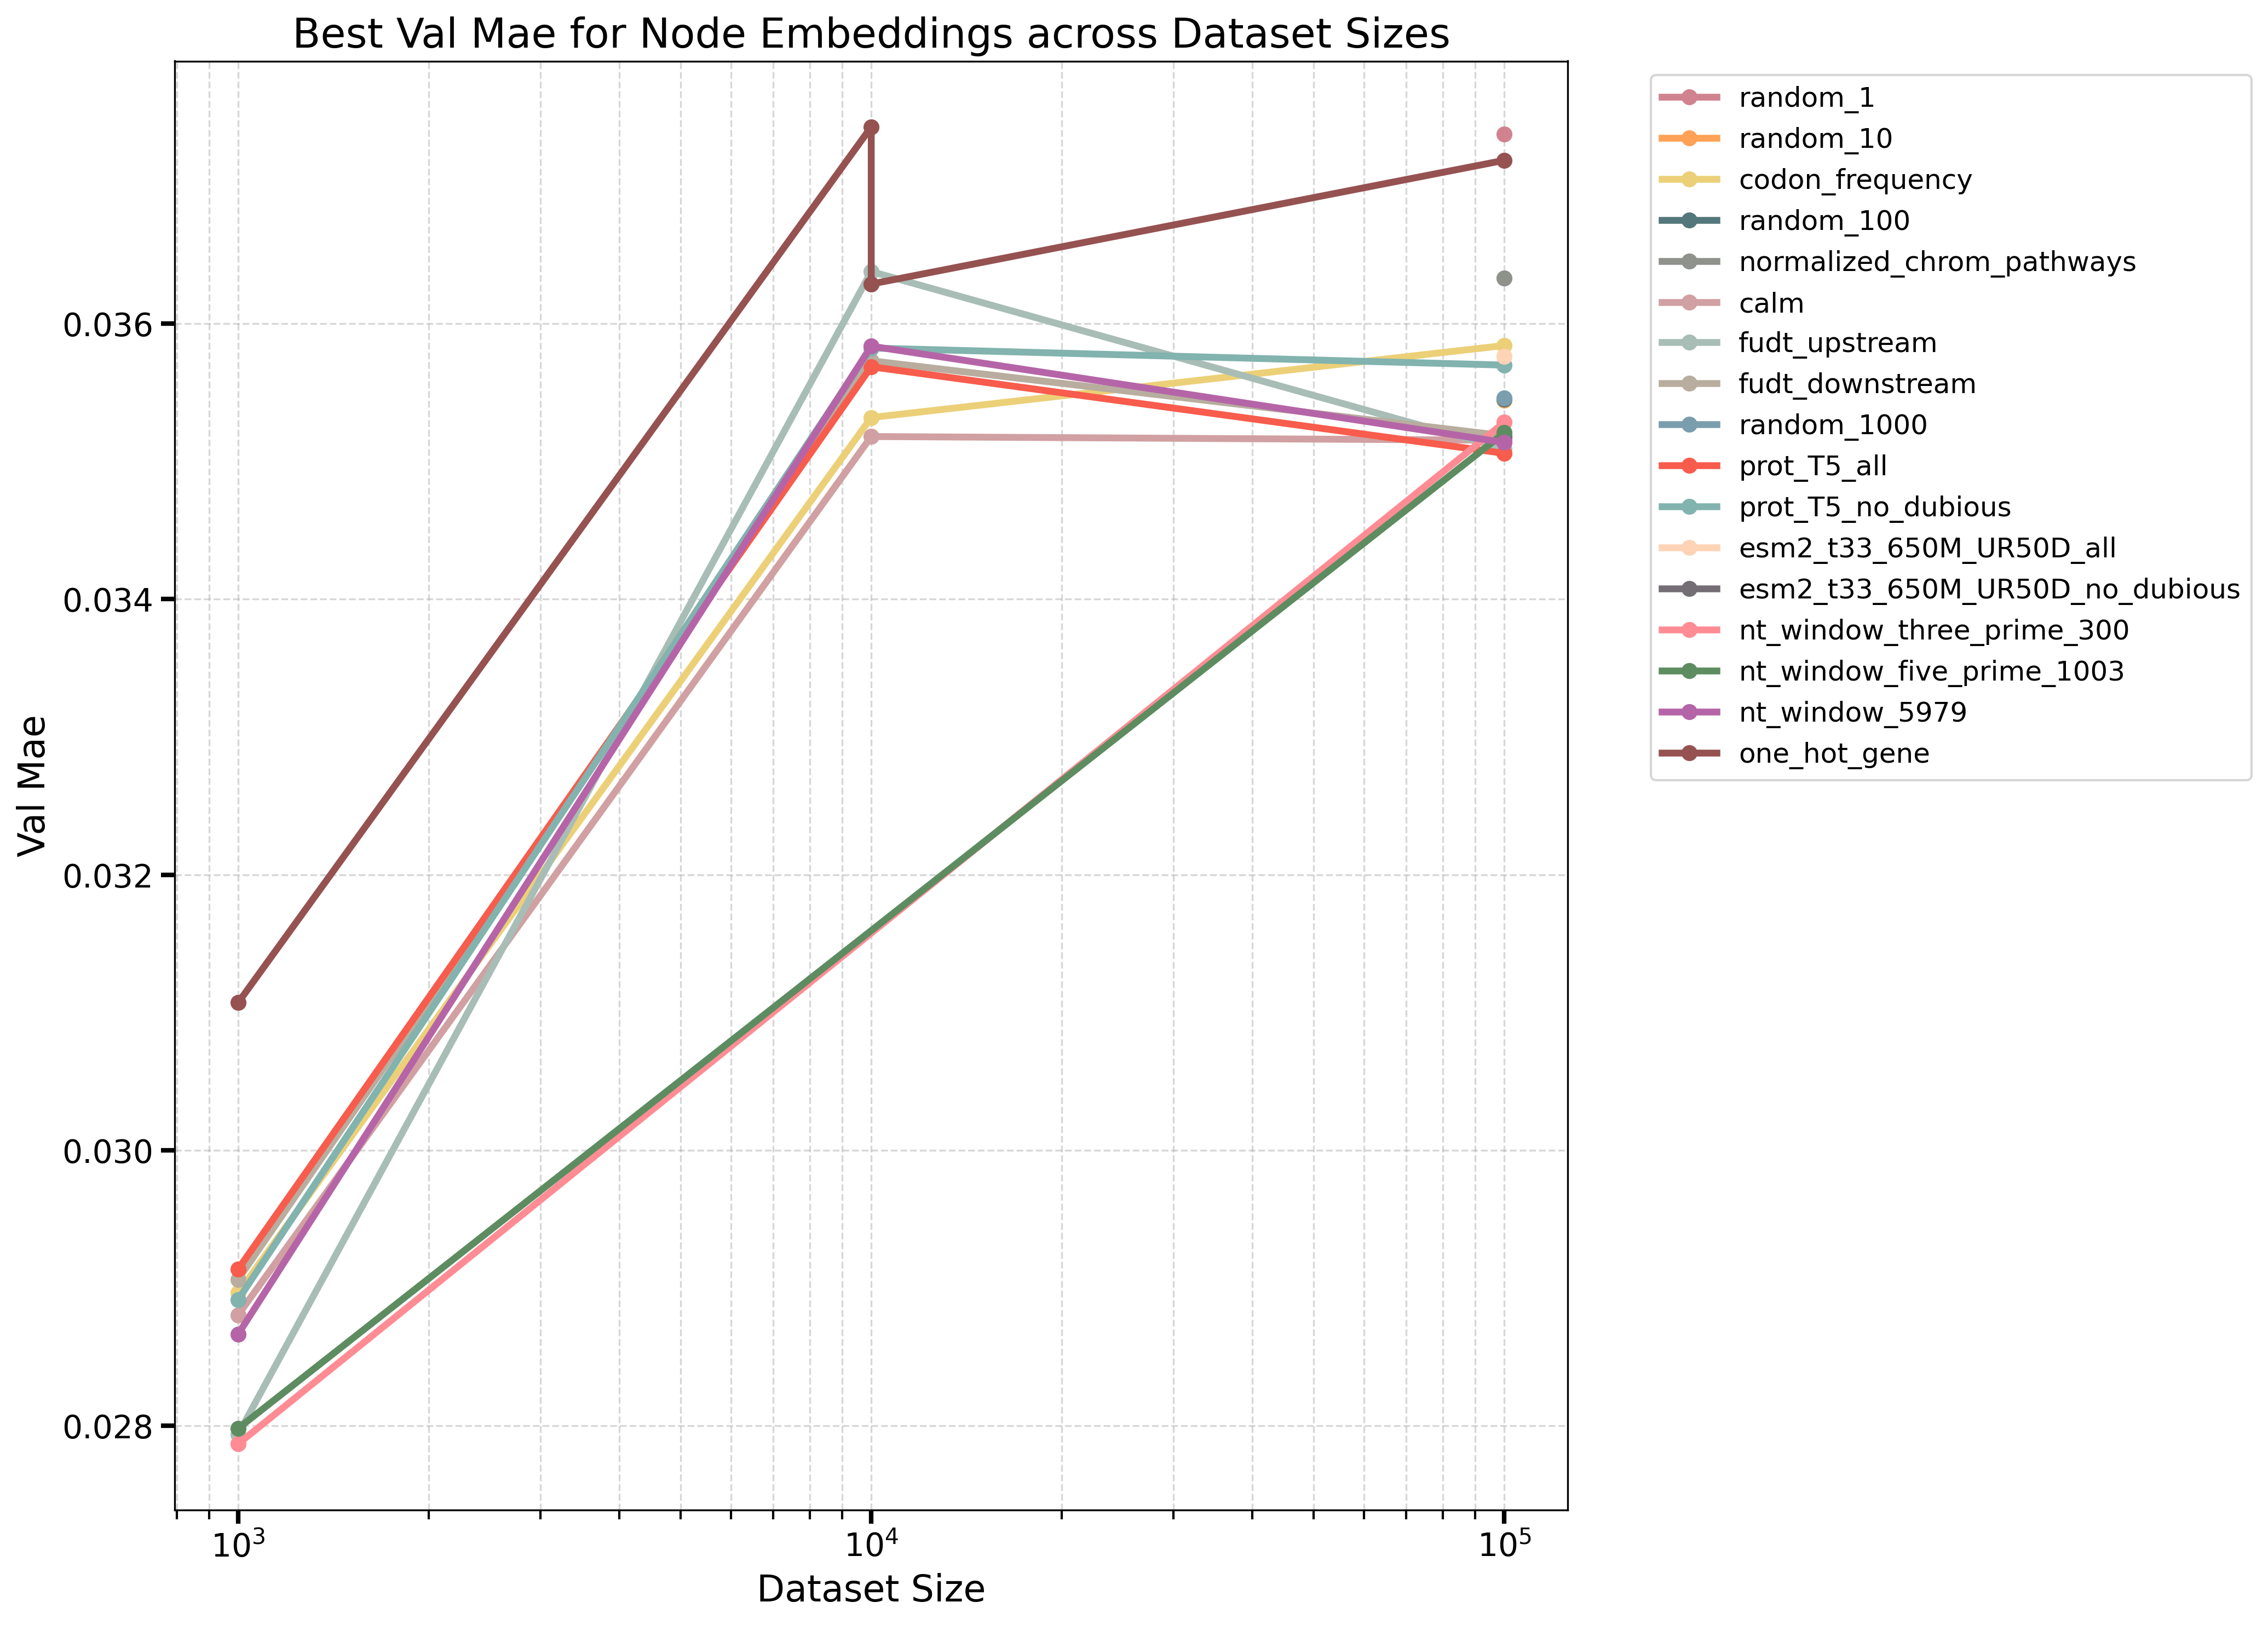 Best Val Mae for Node Embeddings across Dataset Sizes
Val Mae
0.036
0.034
0.032
0.030
0.028
10³
10⁴
10⁵
Dataset Size
random_1
random_10
codon_frequency
random_100
normalized_chrom_pathways
calm
fudt_upstream
fudt_downstream
random_1000
prot_T5_all
prot_T5_no_dubious
esm2_t33_650M_UR50D_all
esm2_t33_650M_UR50D_no_dubious
nt_window_three_prime_300
nt_window_five_prime_1003
nt_window_5979
one_hot_gene